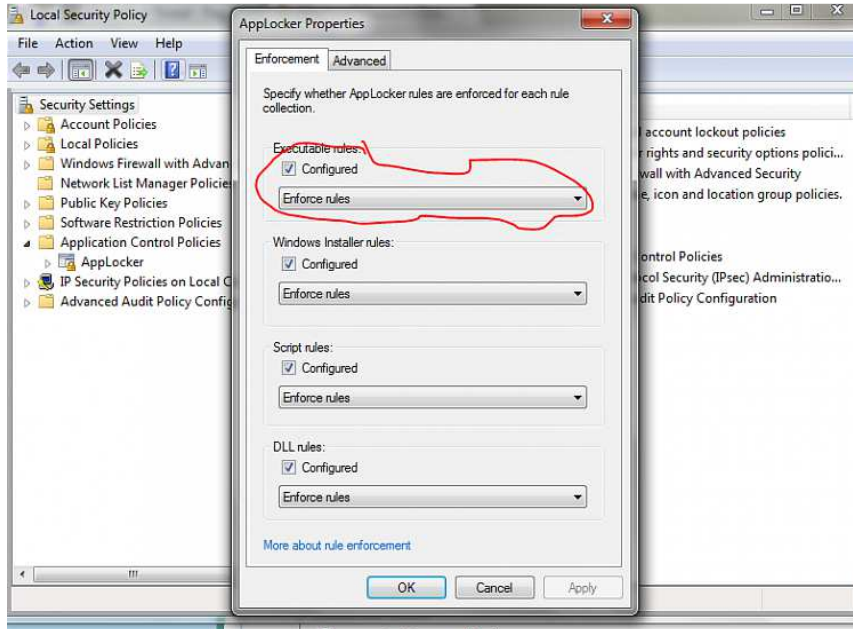 Local Security Policy
File Action View Help
Security Settings
Account Policies
Local Policies
Windows Firewall with Advan
Network List Manager Policie
Public Key Policies
Software Restriction Policies
Application Control Policies
AppLocker
IP Security Policies on Local C
Advanced Audit Policy Config
AppLocker Properties
Enforcement Advanced
Specify whether AppLocker rules are enforced for each rule
collection.
Executable rules:
Configured
Enforce rules
Windows Installer rules:
Configured
Enforce rules
Script rules:
Configured
Enforce rules
DLL rules:
Configured
Enforce rules
More about rule enforcement
OK Cancel Apply
account lockout policies
rights and security options polici...
wall with Advanced Security
e, icon and location group policies.
ontrol Policies
col Security (IPsec) Administratio...
dit Policy Configuration